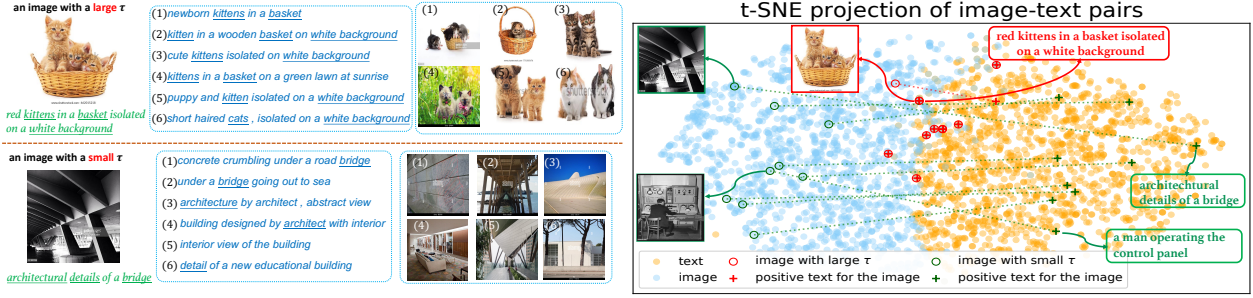 an image with a large τ
red kittens in a basket isolated
on a white background
(1)newborn kittens in a basket
(2)kitten in a wooden basket on white background
(3)cute kittens isolated on white background
(4)kittens in a basket on a green lawn at sunrise
(5)puppy and kitten isolated on a white background
(6)short haired cats , isolated on a white background
(1)
(2)
(3)
(4)
(5)
(6)
an image with a small τ
architectural details of a bridge
(1)concrete crumbling under a road bridge
(2)under a bridge going out to sea
(3) architecture by architect , abstract view
(4) building designed by architect with interior
(5) interior view of the building
(6) detail of a new educational building
(1)
(2)
(3)
(4)
(5)
(6)
t-SNE projection of image-text pairs
red kittens in a basket isolated
on a white background
architechtural
details of a bridge
a man operating the
control panel
text
image with large τ
image with small τ
image
positive text for the image
positive text for the image